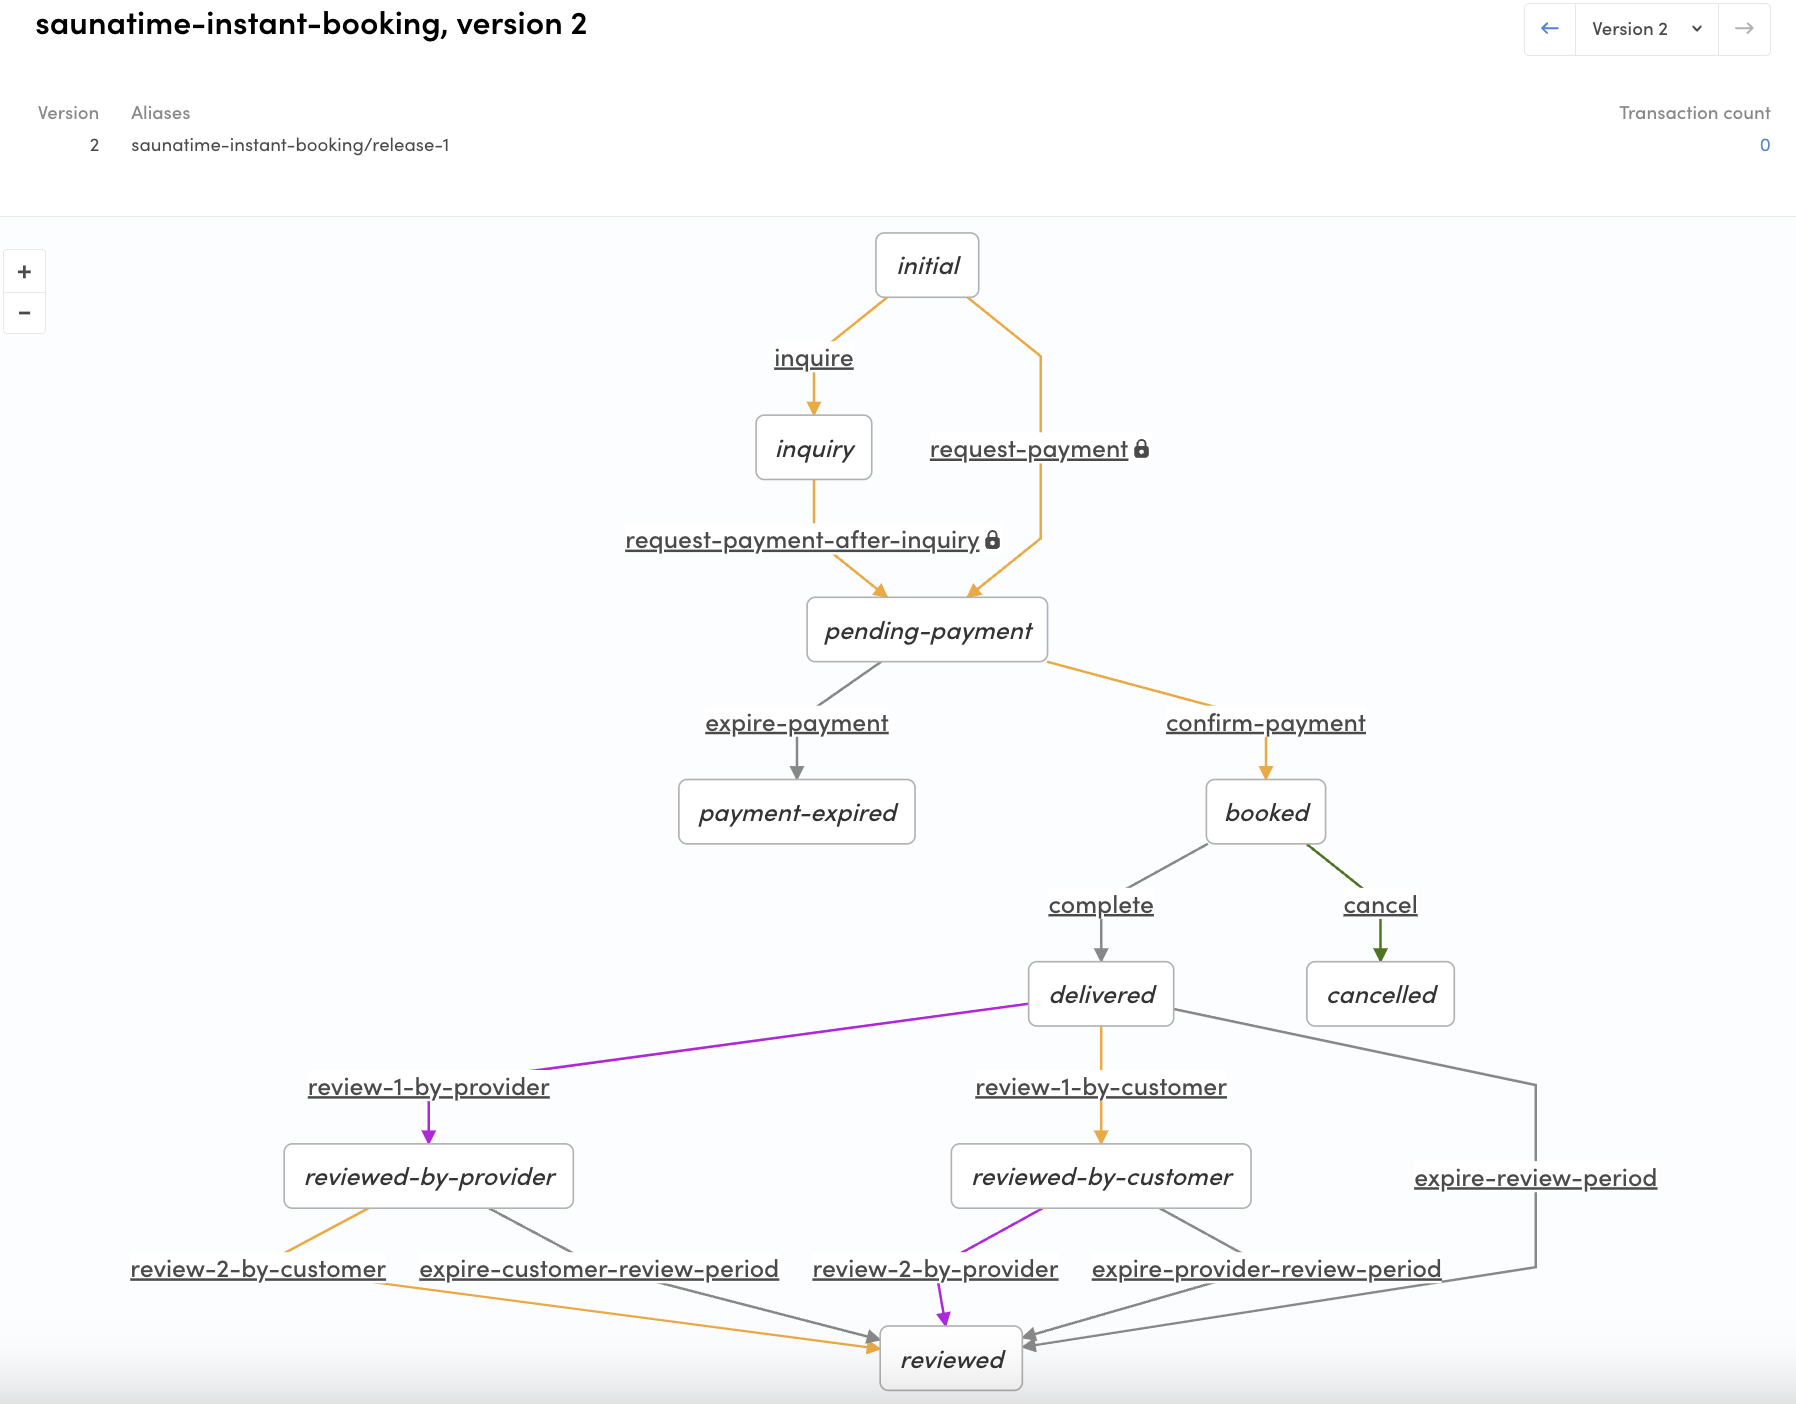 saunatime-instant-booking, version 2
← Version 2 →
Version Aliases Transaction count
2 saunatime-instant-booking/release-1 0
+
−
initial
inquire
inquiry
request-payment
request-payment-after-inquiry
pending-payment
expire-payment
confirm-payment
payment-expired
booked
complete
cancel
delivered
cancelled
review-1-by-provider
review-1-by-customer
reviewed-by-provider
reviewed-by-customer
expire-review-period
review-2-by-customer
expire-customer-review-period
review-2-by-provider
expire-provider-review-period
reviewed